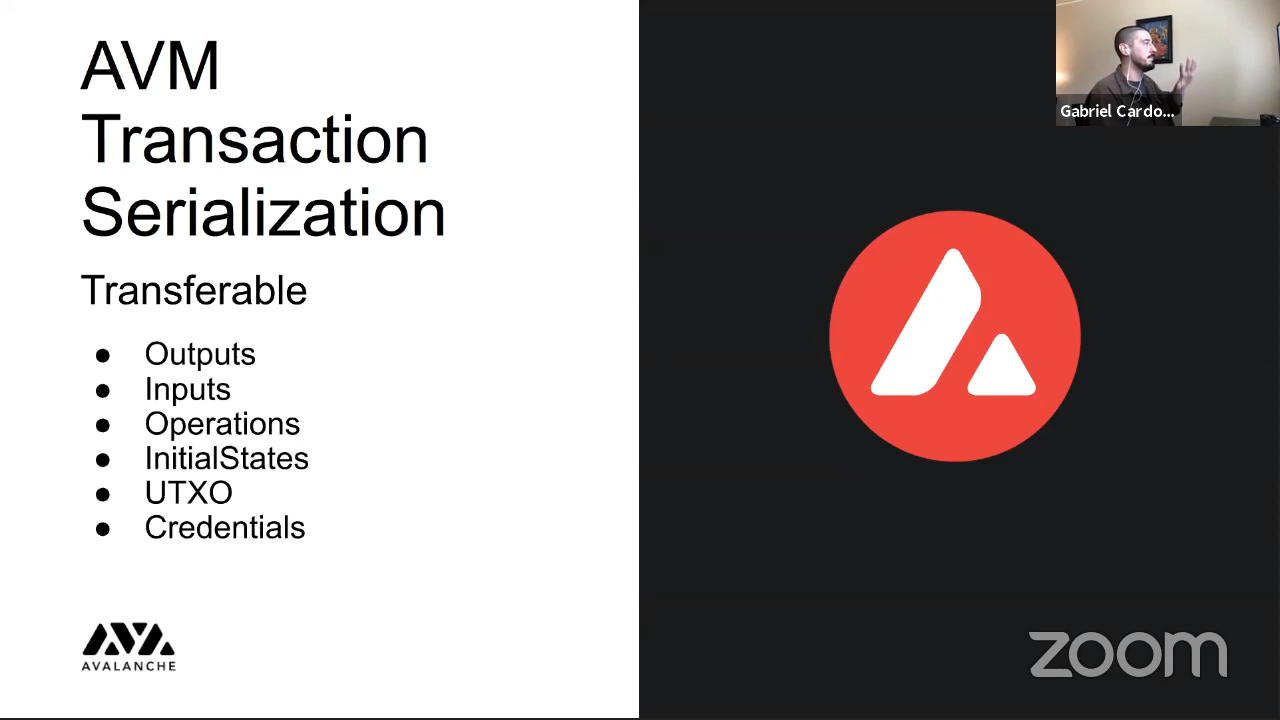 AVM
Transaction
Serialization
Transferable
● Outputs
● Inputs
● Operations
● InitialStates
● UTXO
● Credentials
AVALANCHE
Gabriel Cardo...
zoom